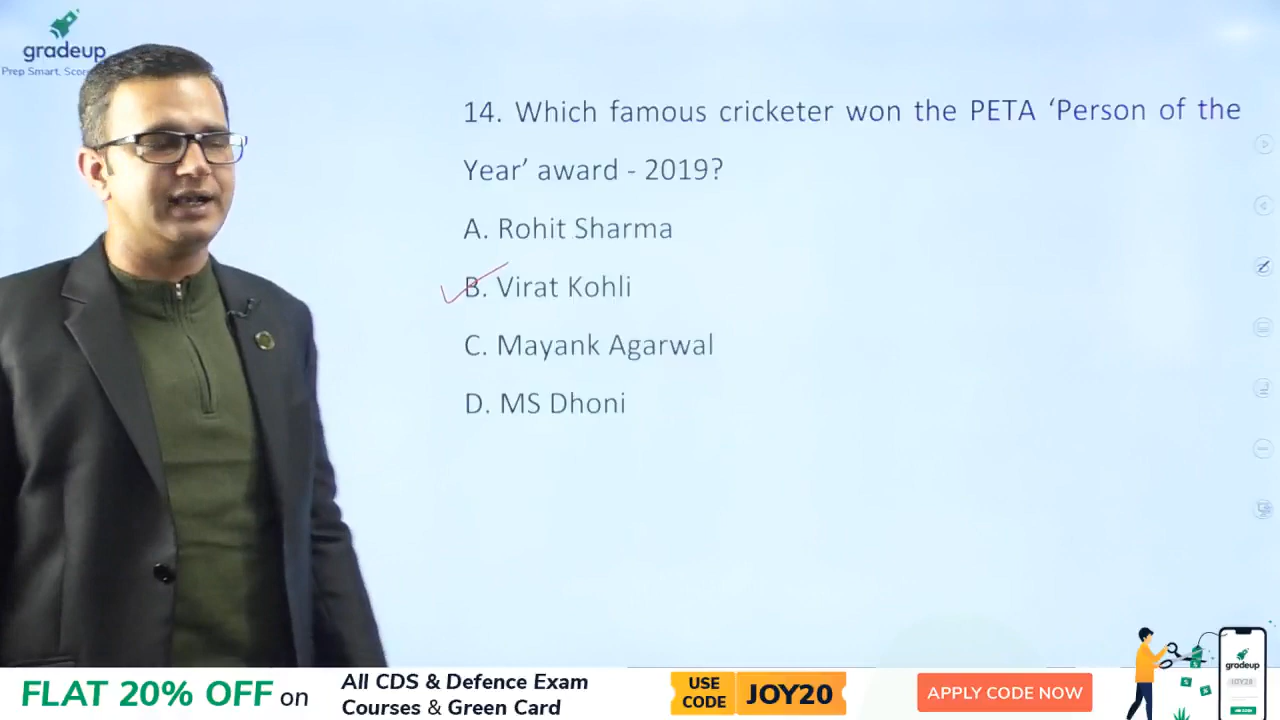 gradeup
Prep Smart. Score
14. Which famous cricketer won the PETA ‘Person of the
Year’ award - 2019?
A. Rohit Sharma
B. Virat Kohli
C. Mayank Agarwal
D. MS Dhoni
FLAT 20% OFF on
All CDS & Defence Exam
Courses & Green Card
USE
CODE
JOY20
APPLY CODE NOW
gradeup
JOY20